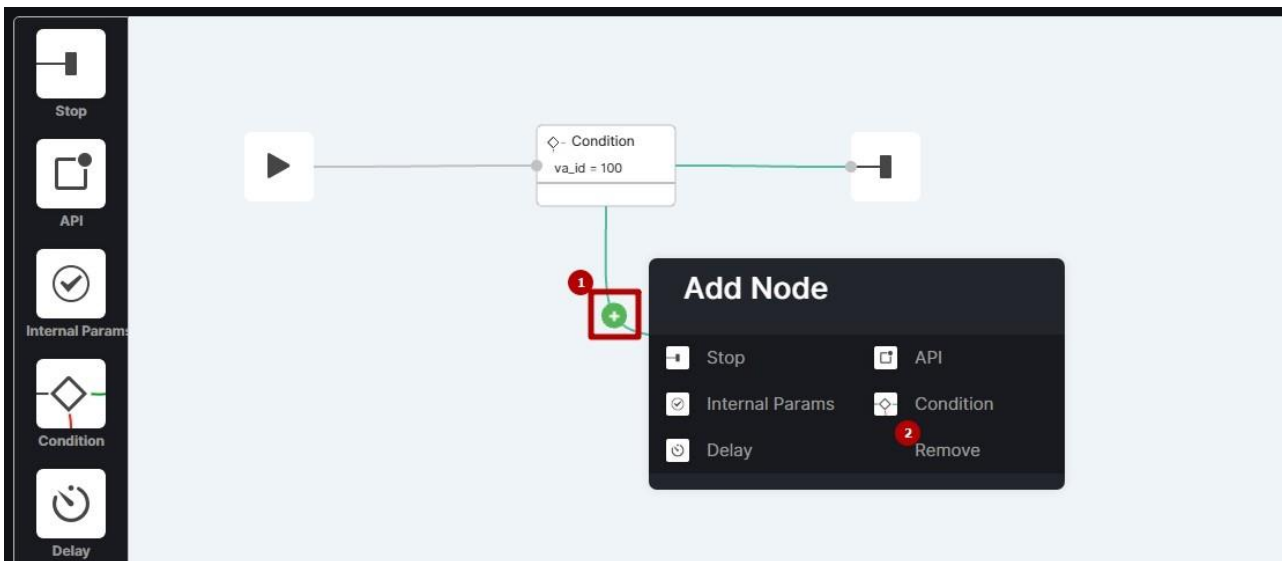 Stop
API
Internal Params
Condition
Delay
Condition
va_id = 100
1
Add Node
Stop
API
Internal Params
Condition
2
Delay
Remove